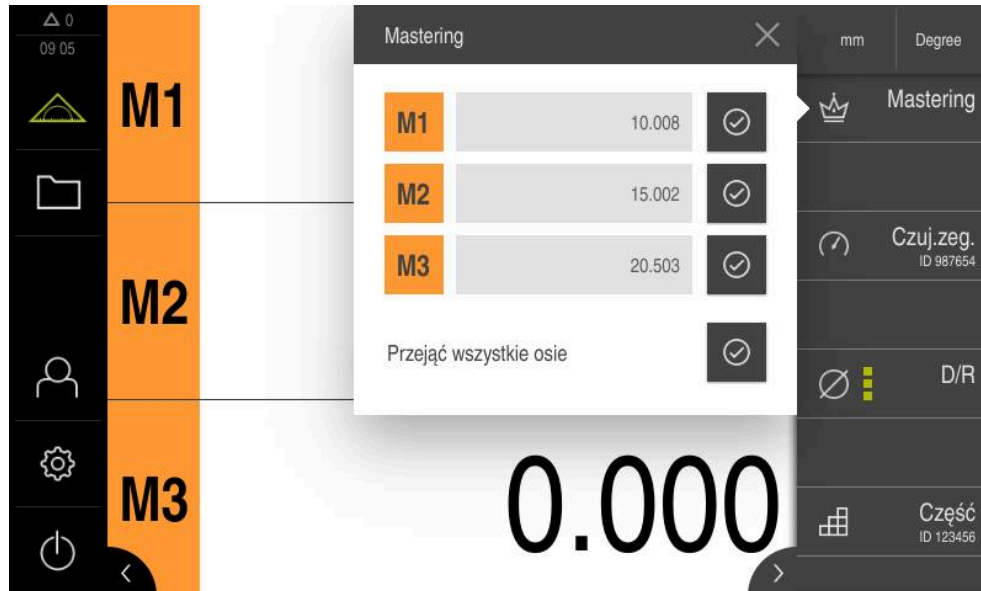 0
09 05
M1
M2
M3
Mastering
M1 10.008
M2 15.002
M3 20.503
Przejąć wszystkie osie
0.000
mm Degree
Mastering
Czuj.zeg.
ID 987654
D/R
Część
ID 123456